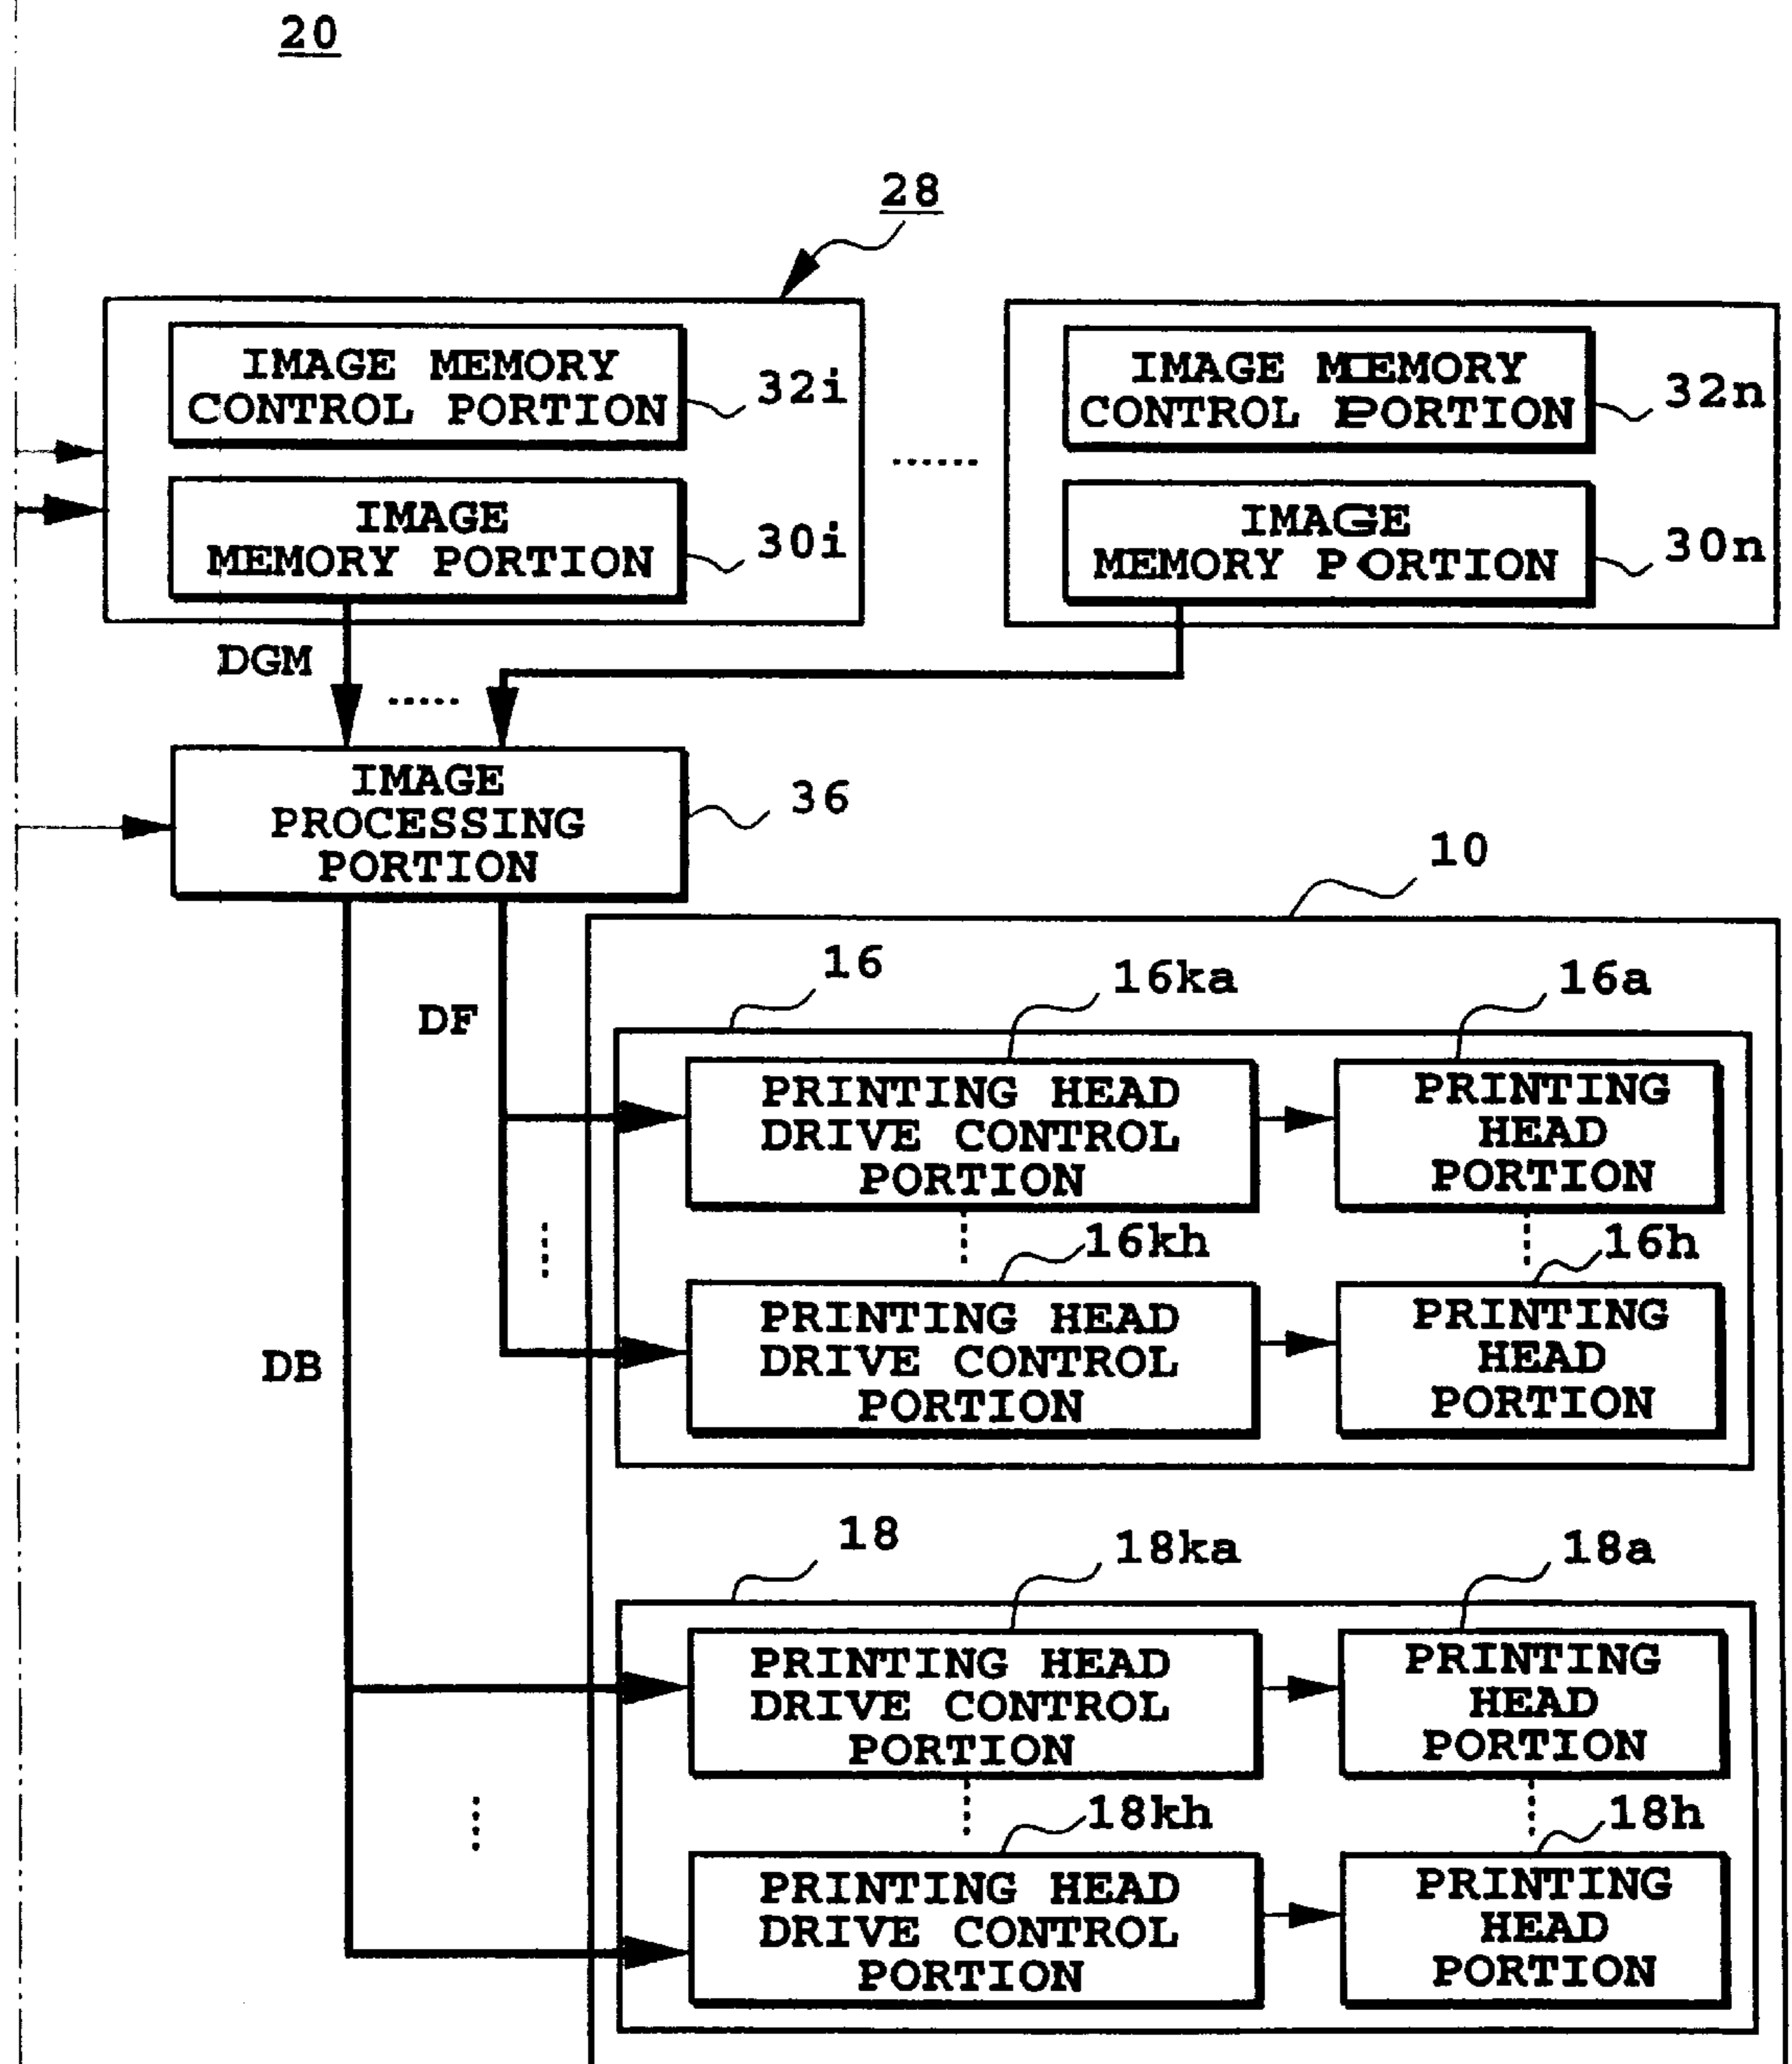 20
28
IMAGE MEMORY
CONTROL PORTION
32i
IMAGE
MEMORY PORTION
30i
......
IMAGE MEMORY
CONTROL PORTION
32n
IMAGE
MEMORY PORTION
30n
DGM
.....
IMAGE
PROCESSING
PORTION
36
10
16
16ka
16a
DF
PRINTING HEAD
DRIVE CONTROL
PORTION
PRINTING
HEAD
PORTION
16kh
16h
PRINTING HEAD
DRIVE CONTROL
PORTION
PRINTING
HEAD
PORTION
DB
18
18ka
18a
PRINTING HEAD
DRIVE CONTROL
PORTION
PRINTING
HEAD
PORTION
18kh
18h
PRINTING HEAD
DRIVE CONTROL
PORTION
PRINTING
HEAD
PORTION